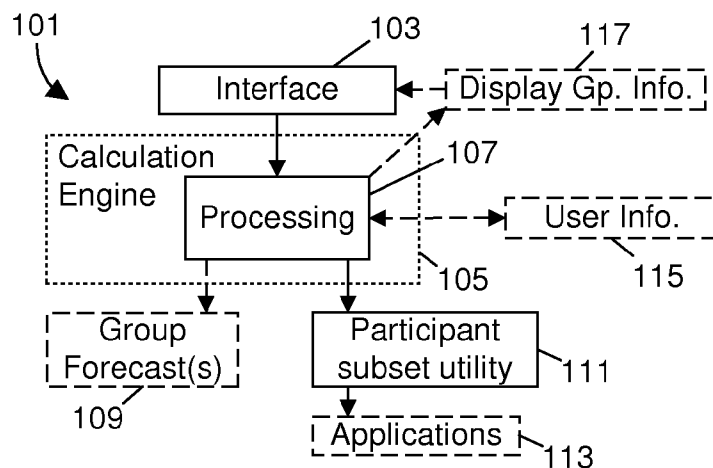 101
103
117
Interface
Display Gp. Info.
Calculation
Engine
107
Processing
User Info.
105
115
Group
Forecast(s)
Participant
subset utility
109
111
Applications
113